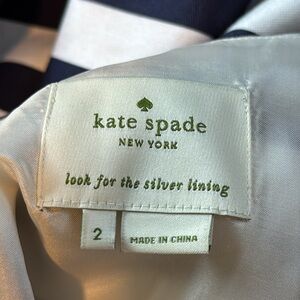 kate spade
NEW YORK
look for the silver lining
2
MADE IN CHINA